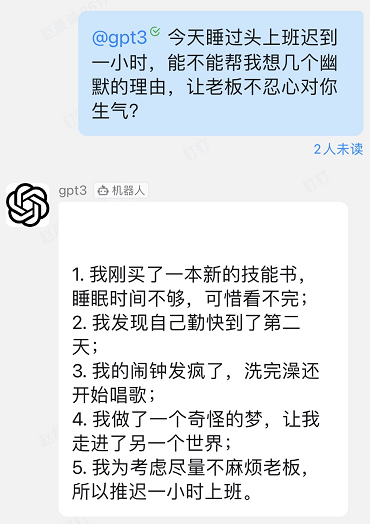 @gpt3 今天睡过头上班迟到
一小时，能不能帮我想几个幽
默的理由，让老板不忍心对你
生气？
2人未读
gpt3 机器人
1. 我刚买了一本新的技能书，
睡眠时间不够，可惜看不完；
2. 我发现自己勤快到了第二
天；
3. 我的闹钟发疯了，洗完澡还
开始唱歌；
4. 我做了一个奇怪的梦，让我
走进了另一个世界；
5. 我为考虑尽量不麻烦老板，
所以推迟一小时上班。